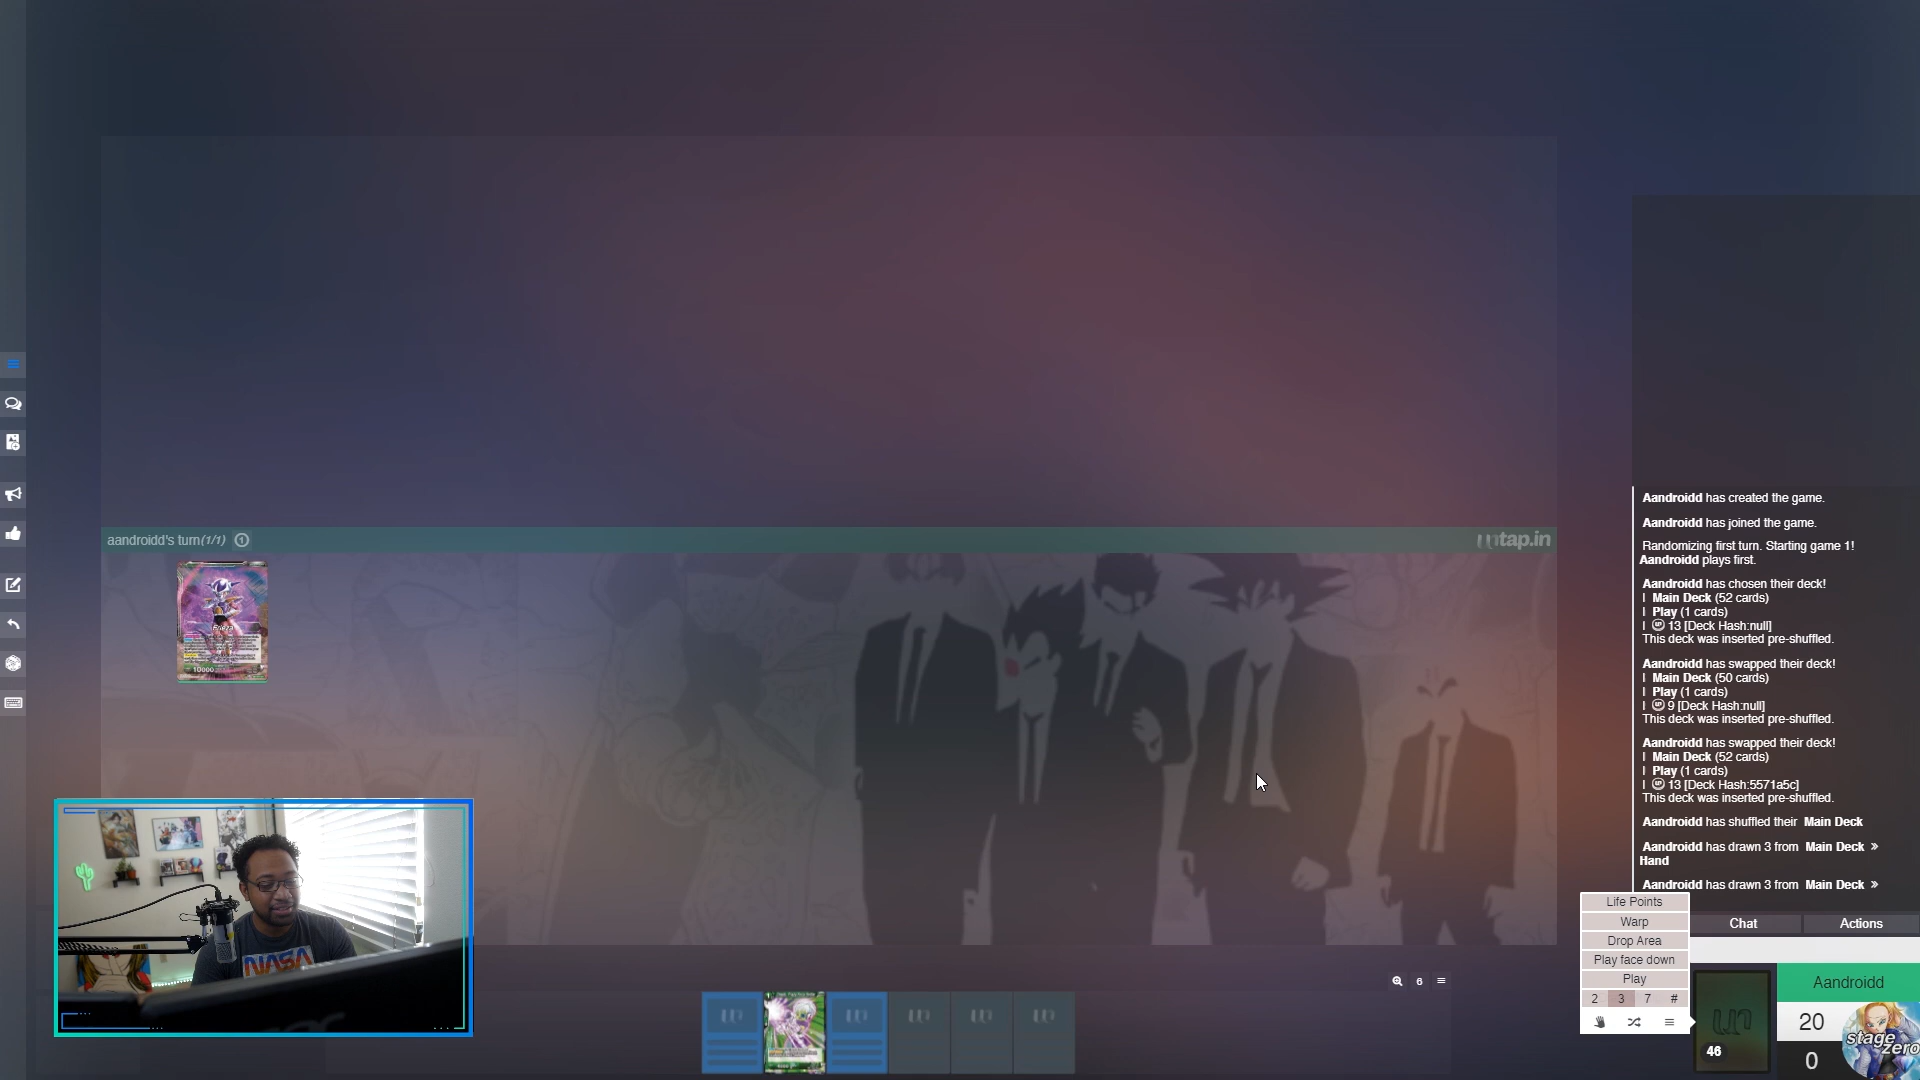 aandroidd's turn(1/1) 1
untap.in
Frieza
10000
Aandroidd has created the game.
Aandroidd has joined the game.
Randomizing first turn. Starting game 1!
Aandroidd plays first.
Aandroidd has chosen their deck!
| Main Deck (52 cards)
| Play (1 cards)
| 13 [Deck Hash:null]
This deck was inserted pre-shuffled.
Aandroidd has swapped their deck!
| Main Deck (50 cards)
| Play (1 cards)
| 9 [Deck Hash:null]
This deck was inserted pre-shuffled.
Aandroidd has swapped their deck!
| Main Deck (52 cards)
| Play (1 cards)
| 13 [Deck Hash:5571a5c]
This deck was inserted pre-shuffled.
Aandroidd has shuffled their Main Deck
Aandroidd has drawn 3 from Main Deck »
Hand
Aandroidd has drawn 3 from Main Deck »
Life Points
Warp
Drop Area
Play face down
Play
2 3 7 #
Chat Actions
Aandroidd
20
0
46
stage
zero
6
NASA